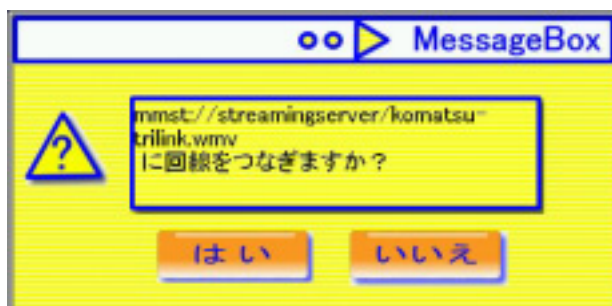 MessageBox
?
mmst://streamingserver/komatsu-
trilink.wmv
に回線をつなぎますか？
はい
いいえ